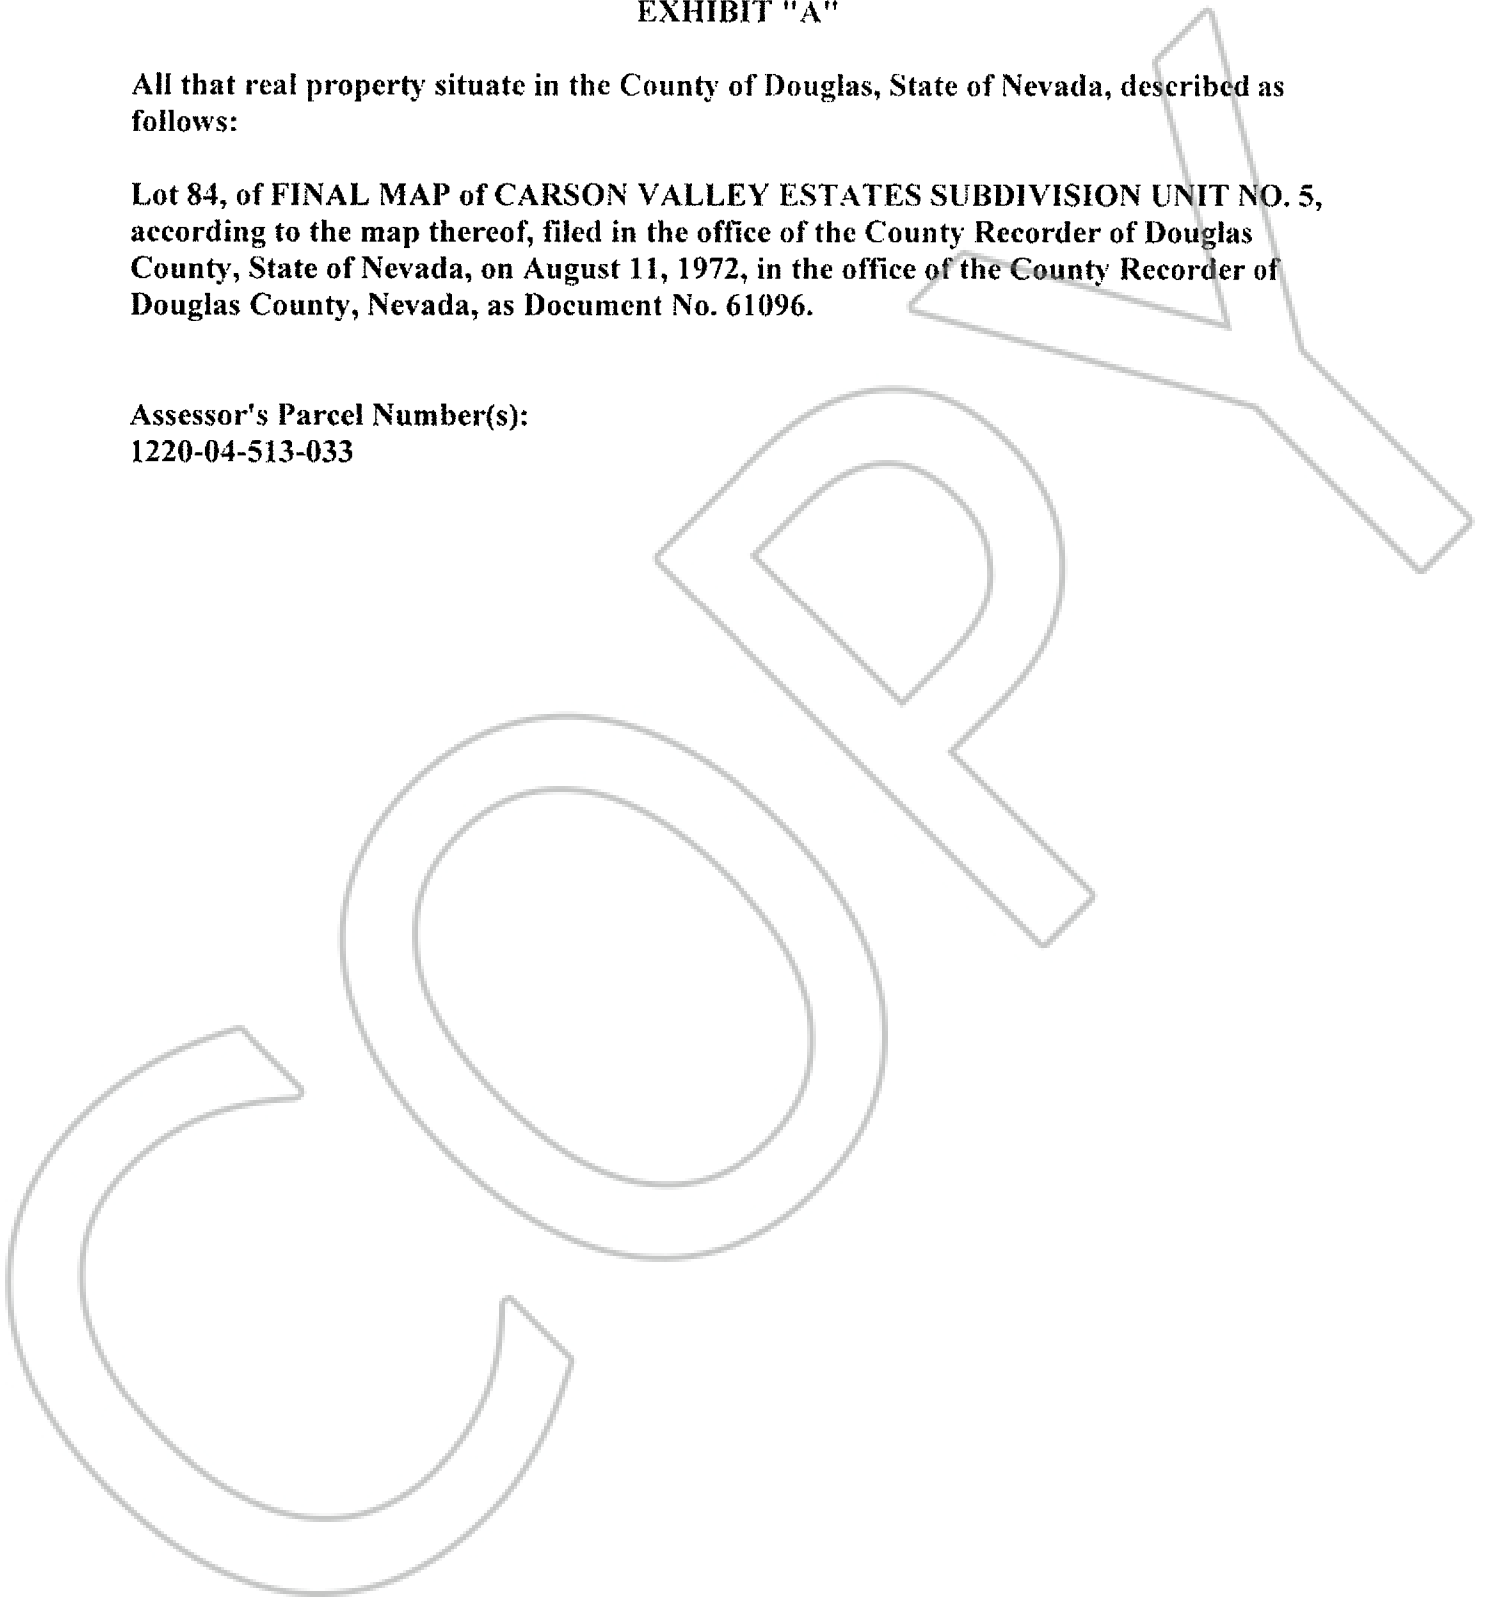 EXHIBIT "A"
All that real property situate in the County of Douglas, State of Nevada, described as
follows:
Lot 84, of FINAL MAP of CARSON VALLEY ESTATES SUBDIVISION UNIT NO. 5,
according to the map thereof, filed in the office of the County Recorder of Douglas
County, State of Nevada, on August 11, 1972, in the office of the County Recorder of
Douglas County, Nevada, as Document No. 61096.
Assessor's Parcel Number(s):
1220-04-513-033
COPY